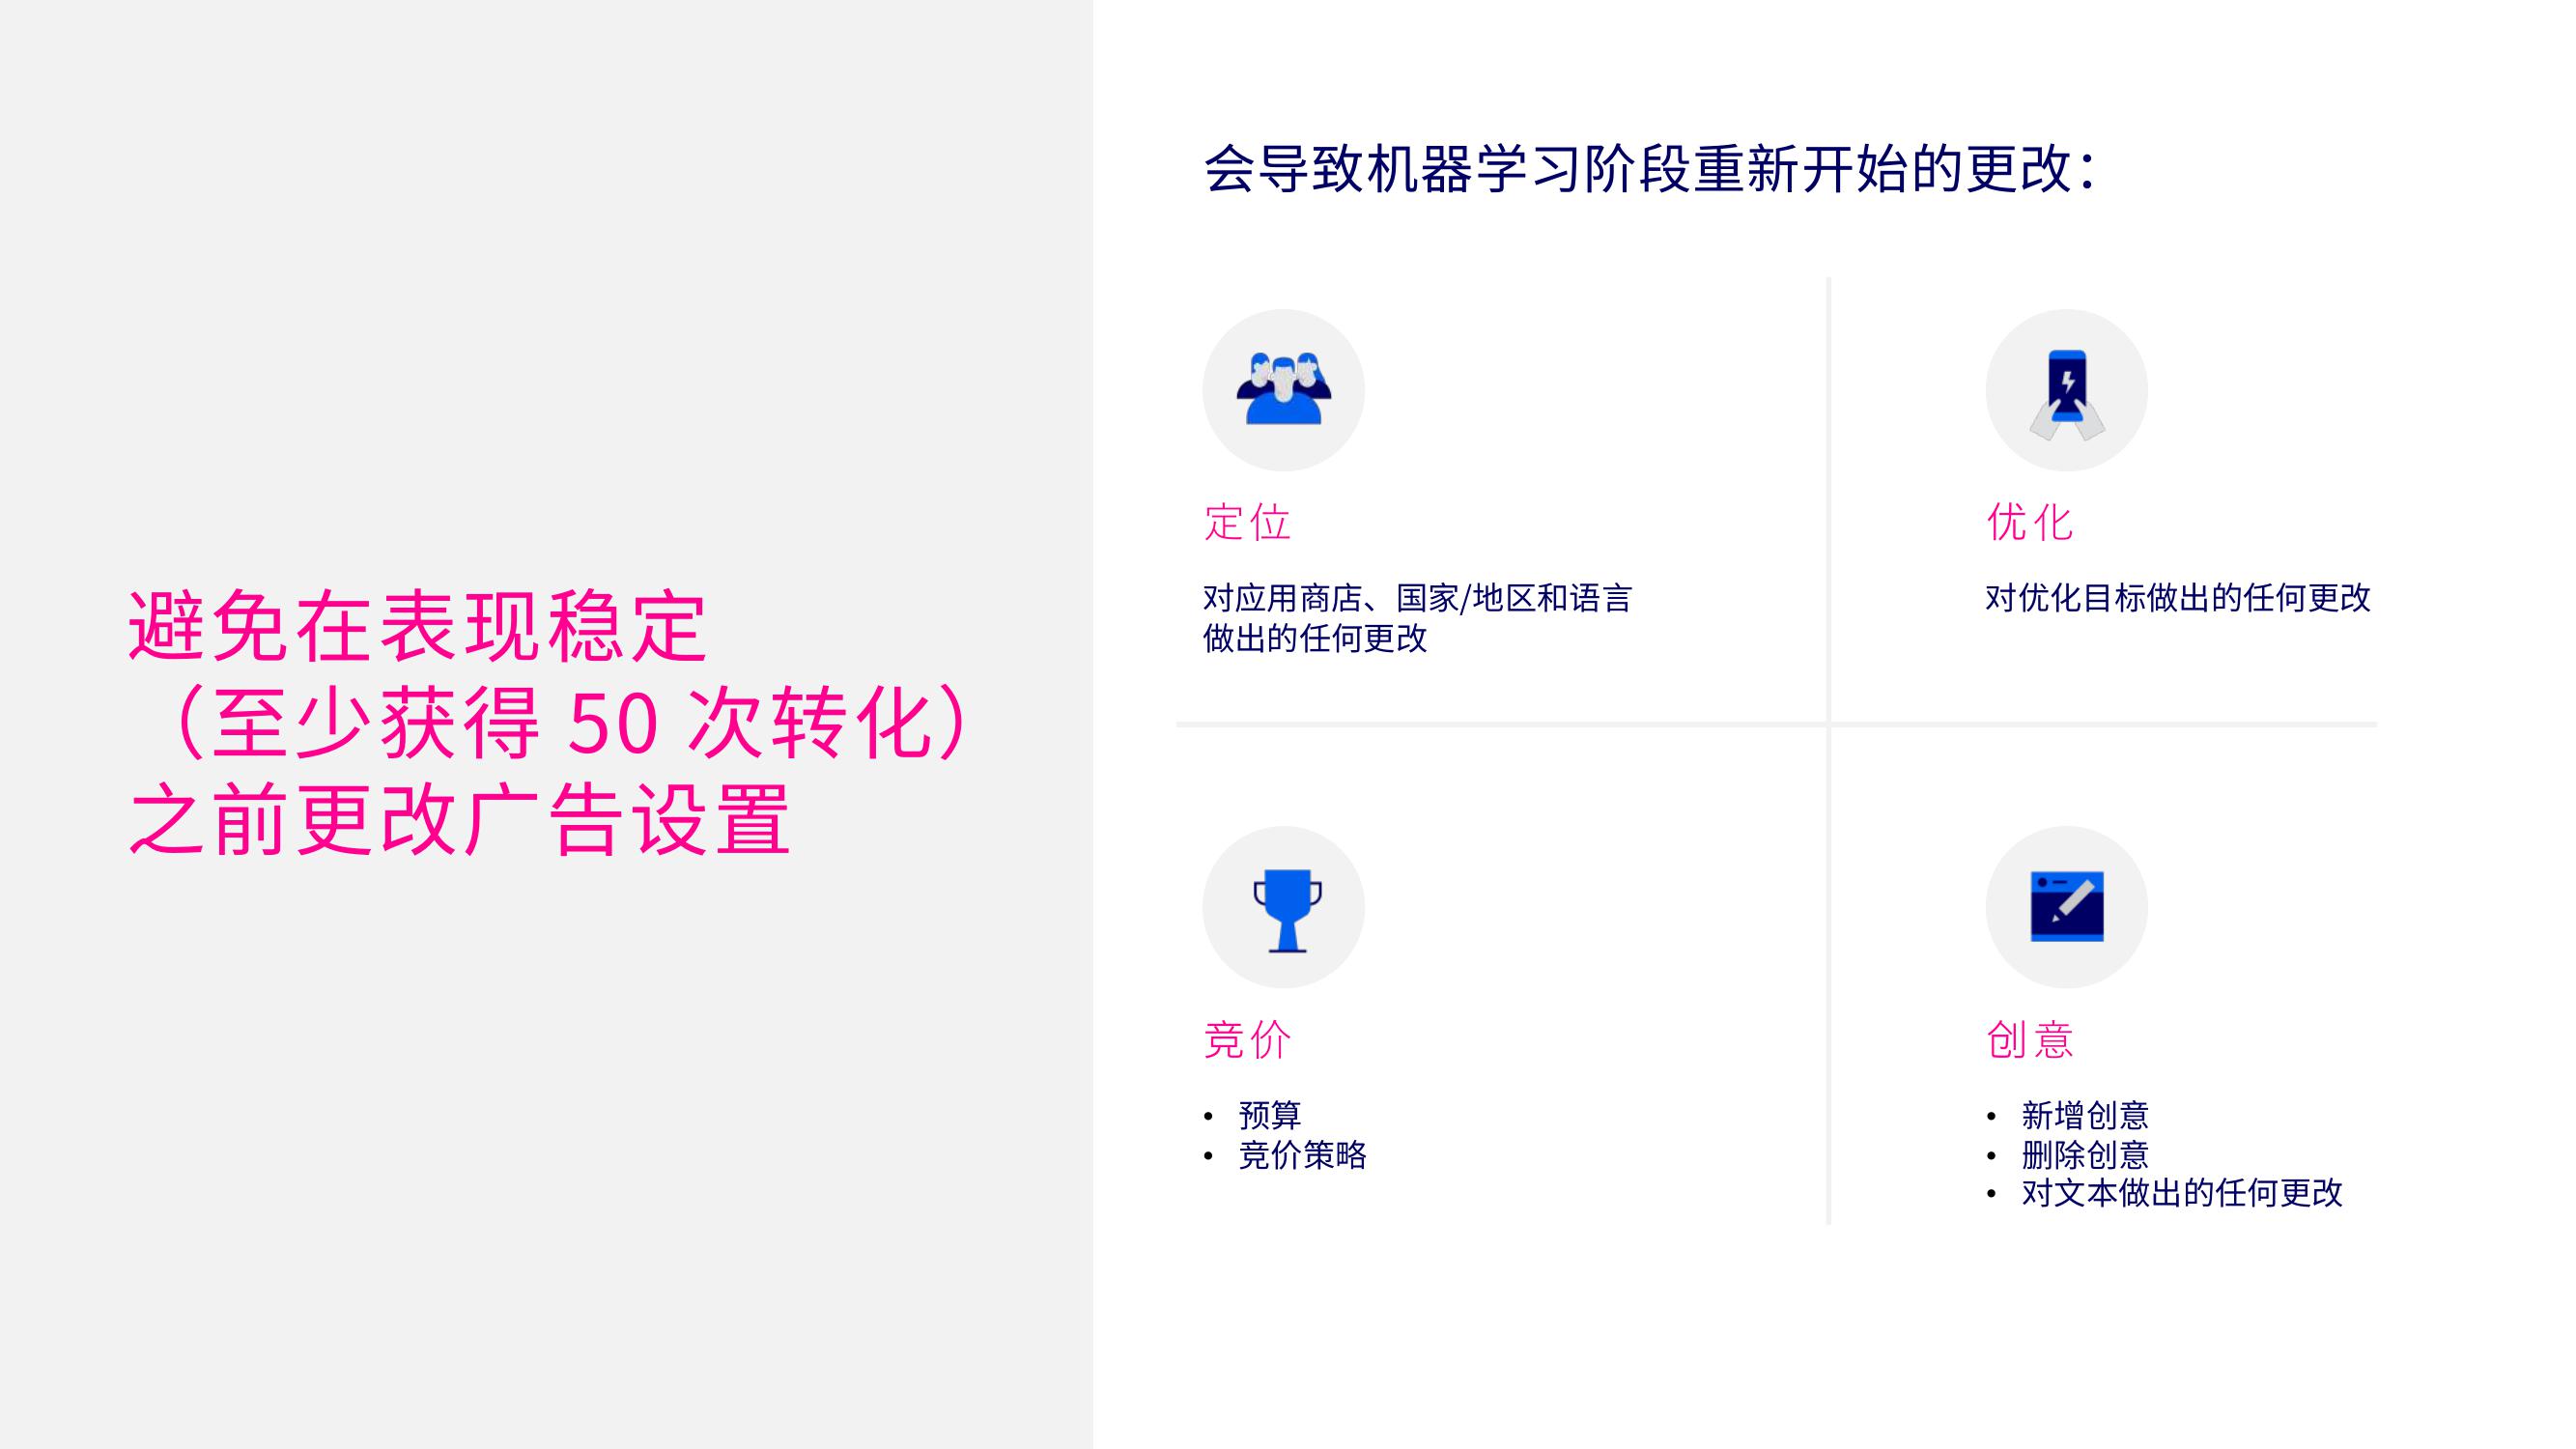 避免在表现稳定
（至少获得 50 次转化）
之前更改广告设置
会导致机器学习阶段重新开始的更改：
定位
对应用商店、国家/地区和语言
做出的任何更改
优化
对优化目标做出的任何更改
竞价
• 预算
• 竞价策略
创意
• 新增创意
• 删除创意
• 对文本做出的任何更改